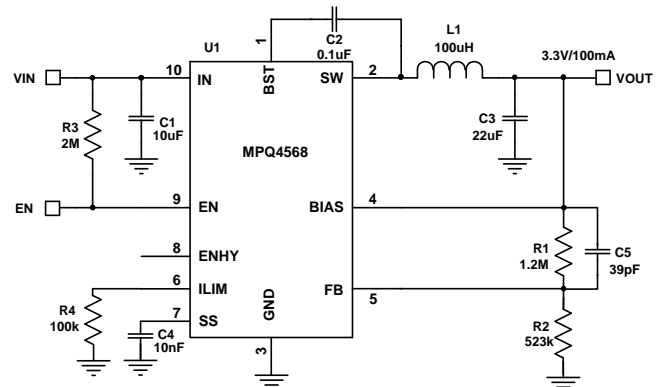 C2
0.1uF
L1
100uH
3.3V/100mA
U1
1
VIN
10
IN
BST
SW
2
VOUT
R3
2M
C1
10uF
C3
22uF
MPQ4568
EN
9
EN
BIAS
4
8
ENHY
R1
1.2M
C5
39pF
6
ILIM
FB
5
R4
100k
7
SS
GND
C4
10nF
R2
523k
3